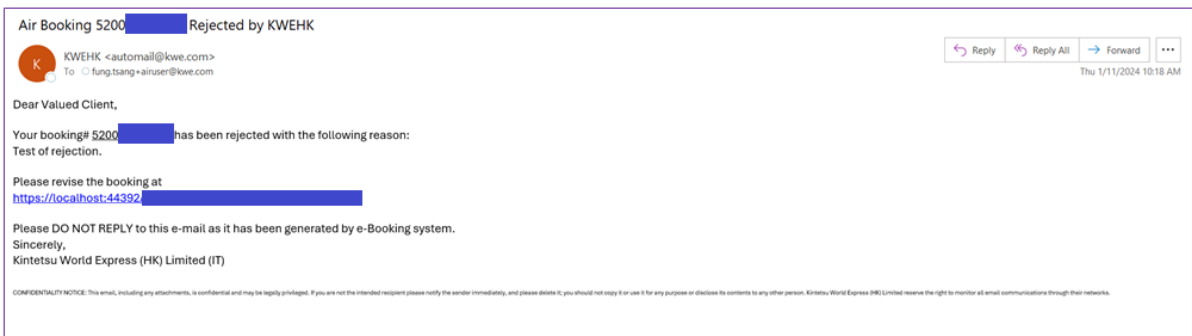 Air Booking 5200 Rejected by KWEHK
K
KWEHK <automail@kwe.com>
To fung.tsang+airuser@kwe.com
Reply Reply All Forward ...
Thu 1/11/2024 10:18 AM
Dear Valued Client,
Your booking# 5200 has been rejected with the following reason:
Test of rejection.
Please revise the booking at
https://localhost:44392/
Please DO NOT REPLY to this e-mail as it has been generated by e-Booking system.
Sincerely,
Kintetsu World Express (HK) Limited (IT)
CONFIDENTIALITY NOTICE: This email, including any attachments, is confidential and may be legally privileged. If you are not the intended recipient please notify the sender immediately, and please delete it; you should not copy it or use it for any purpose or disclose its contents to any other person. Kintetsu World Express (HK) Limited reserve the right to monitor all email communications through their networks.